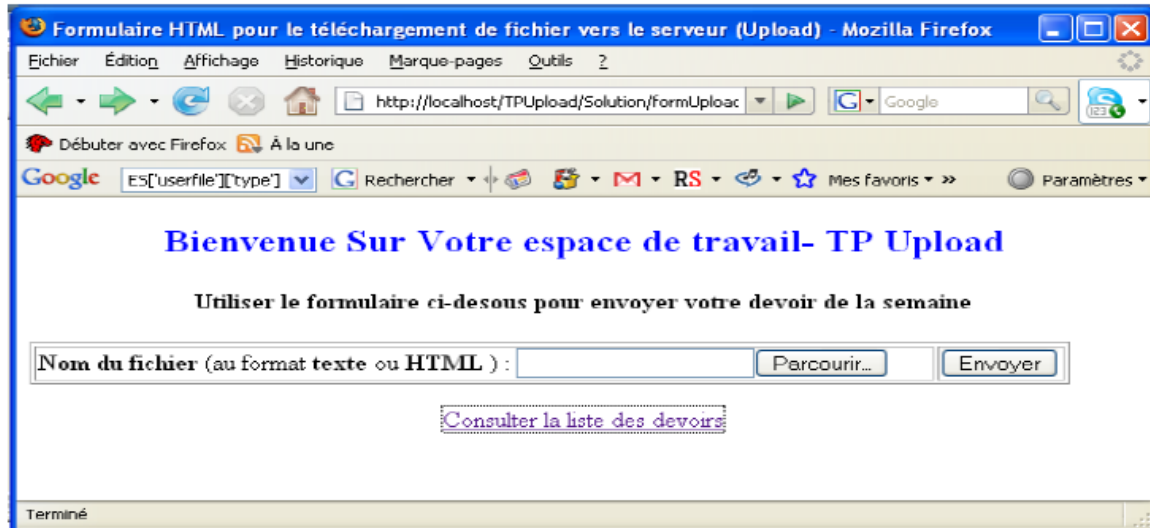 Formulaire HTML pour le téléchargement de fichier vers le serveur (Upload) - Mozilla Firefox
Fichier Édition Affichage Historique Marque-pages Outils ?
http://localhost/TPUpload/Solution/formUploac Google 123
Débuter avec Firefox À la une
Google ES['userfile']['type'] Rechercher RS Mes favoris » Paramètres
Bienvenue Sur Votre espace de travail- TP Upload
Utiliser le formulaire ci-desous pour envoyer votre devoir de la semaine
Nom du fichier (au format texte ou HTML ) : Parcourir... Envoyer
Consulter la liste des devoirs
Terminé